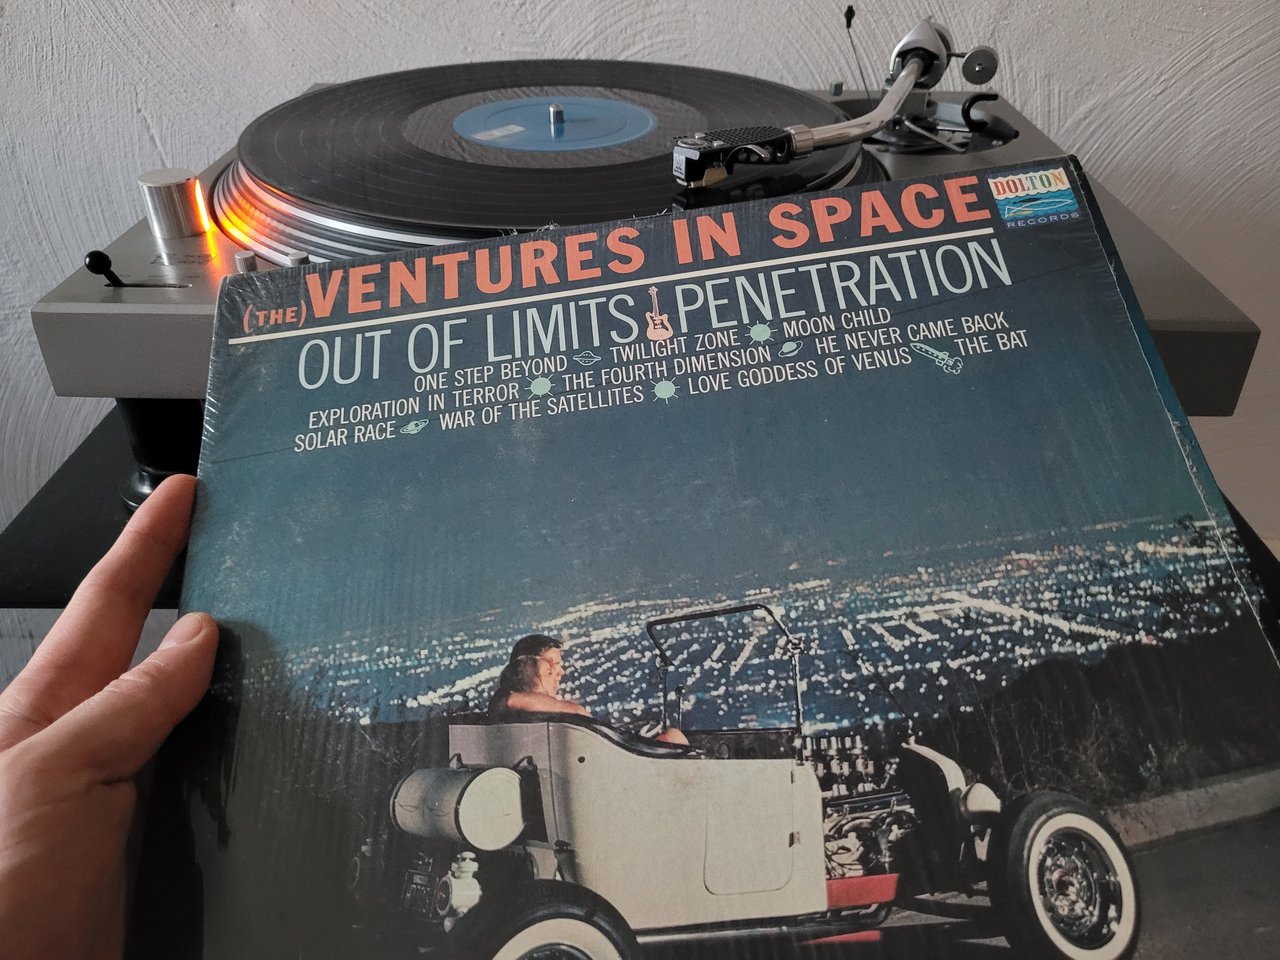 (THE) VENTURES IN SPACE
DOLTON
RECORDS
OUT OF LIMITS PENETRATION
ONE STEP BEYOND TWILIGHT ZONE MOON CHILD
EXPLORATION IN TERROR THE FOURTH DIMENSION HE NEVER CAME BACK
SOLAR RACE WAR OF THE SATELLITES LOVE GODDESS OF VENUS THE BAT